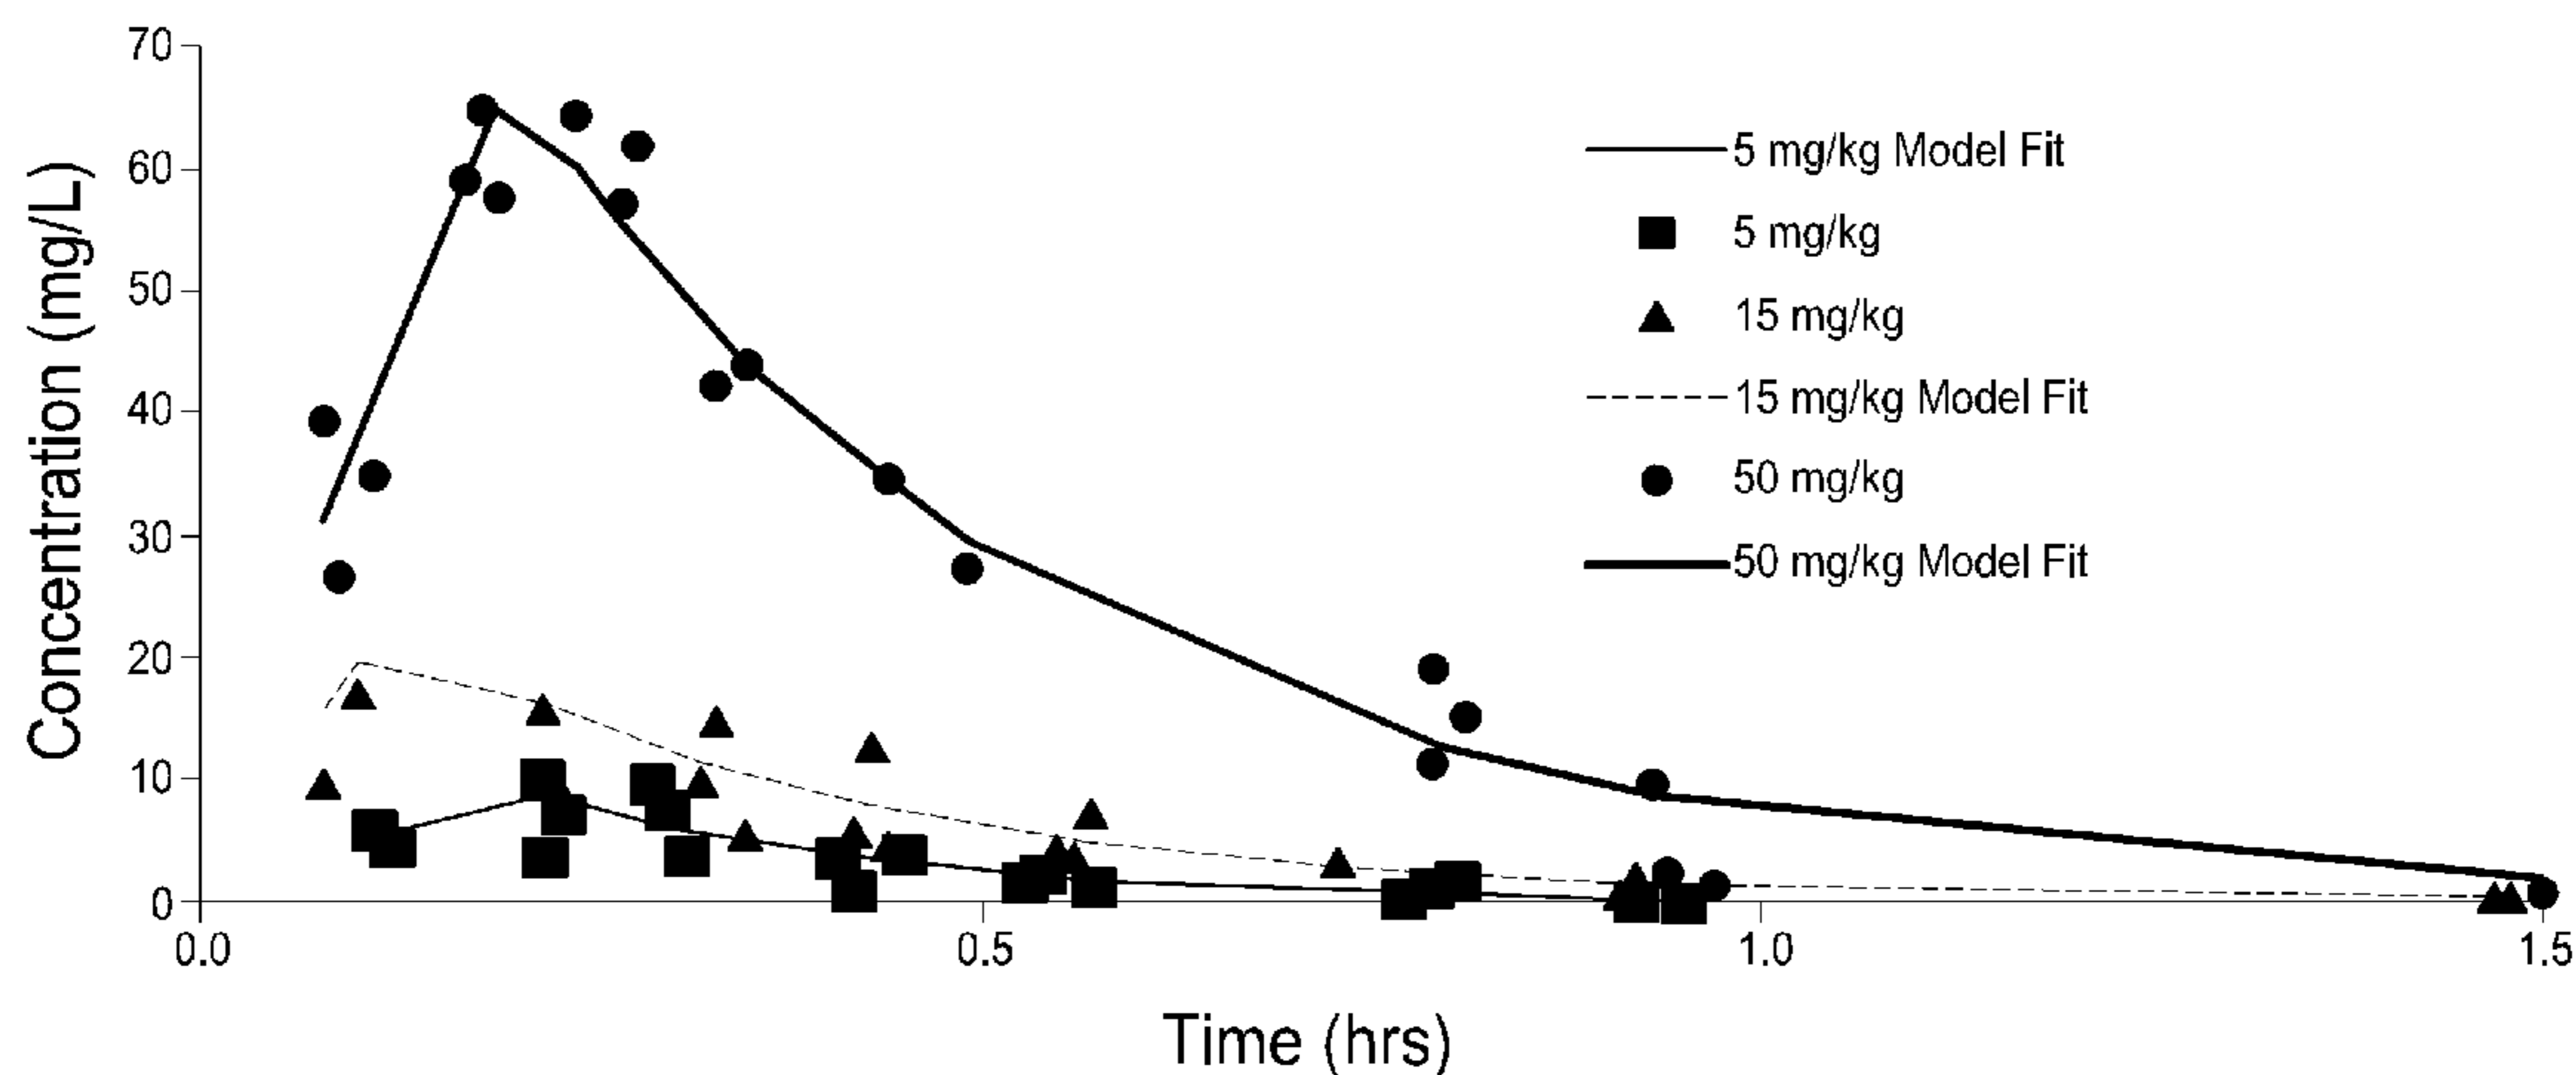 Concentration (mg/L)
70
60
50
40
30
20
10
0
0.0
0.5
1.0
1.5
Time (hrs)
5 mg/kg Model Fit
5 mg/kg
15 mg/kg
15 mg/kg Model Fit
50 mg/kg
50 mg/kg Model Fit